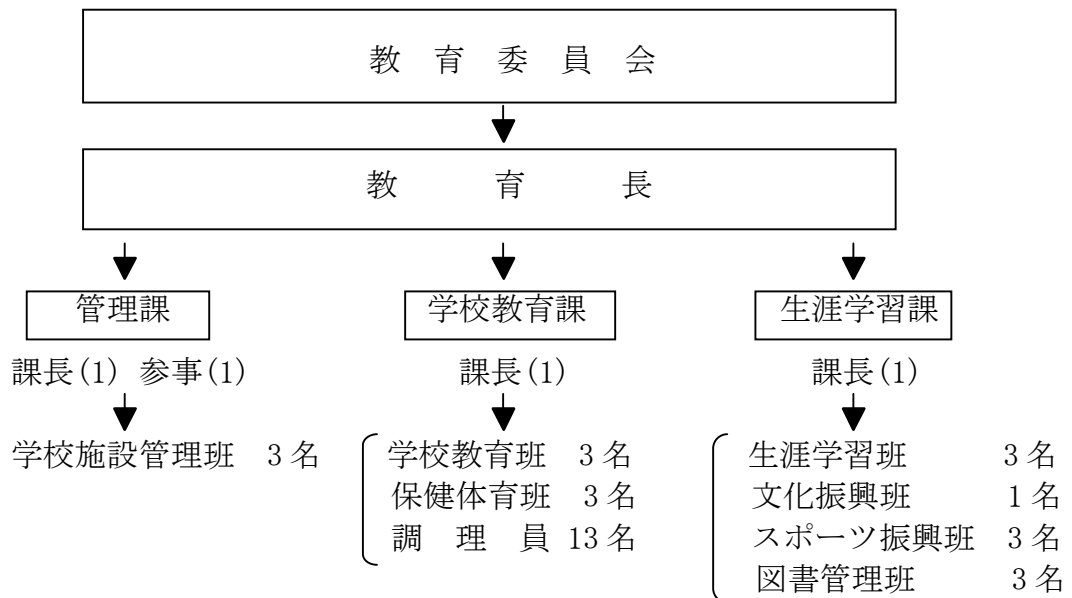 教育委員会
教育長
管理課 学校教育課 生涯学習課
課長(1) 参事(1) 課長(1) 課長(1)
学校施設管理班 3名 学校教育班 3名 生涯学習班 3名
保健体育班 3名 文化振興班 1名
調理員 13名 スポーツ振興班 3名
図書管理班 3名